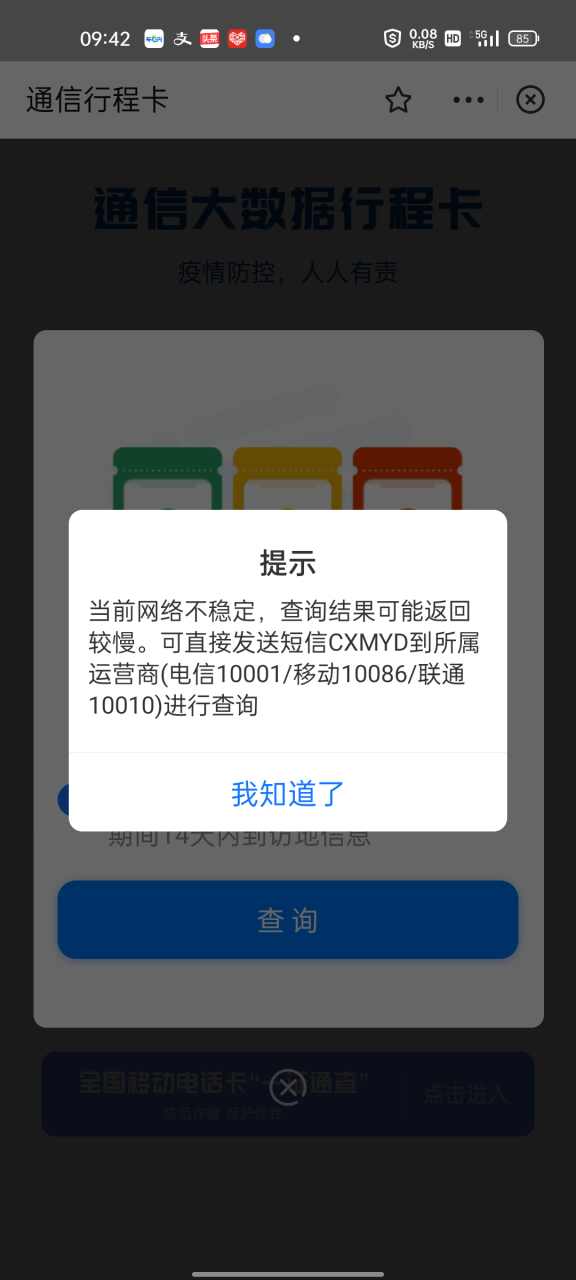 09:42
0.08
KB/S
HD
5G
85
通信行程卡
通信大数据行程卡
疫情防控，人人有责
提示
当前网络不稳定，查询结果可能返回
较慢。可直接发送短信CXMYD到所属
运营商(电信10001/移动10086/联通
10010)进行查询
我知道了
期间14天内到访地信息
查询
全国移动电话卡“一证通查”
点击进入